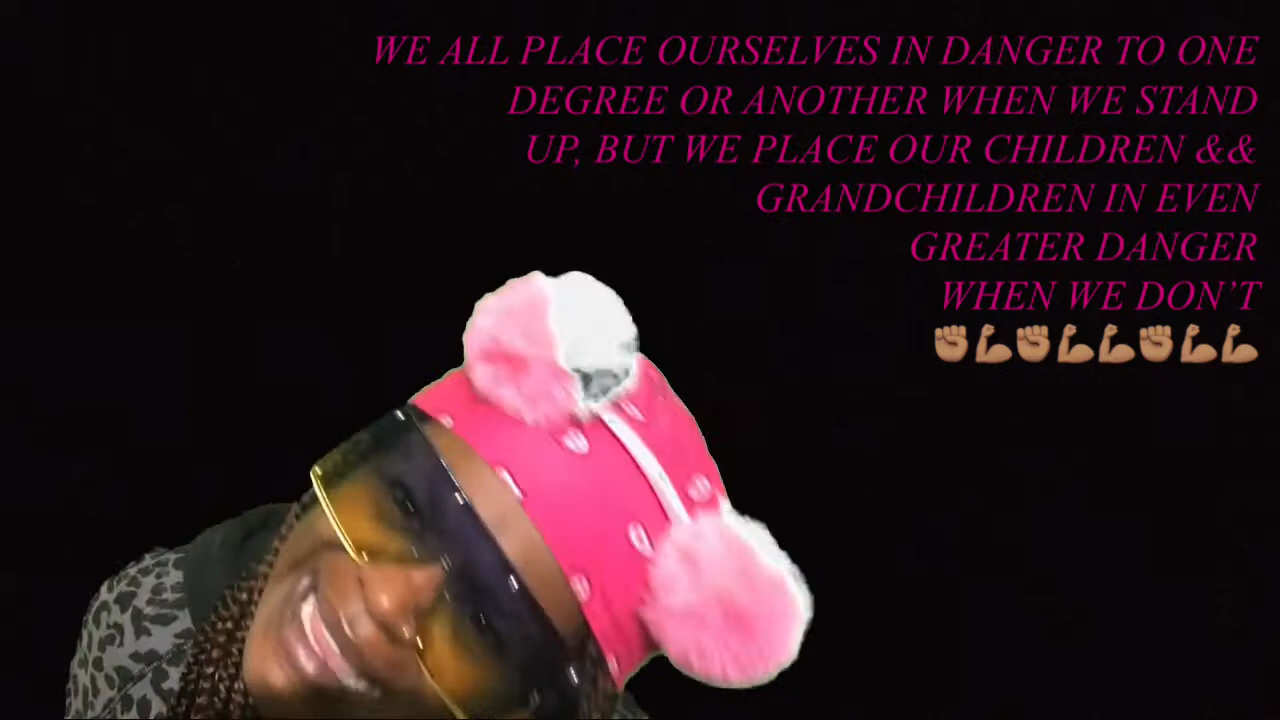 WE ALL PLACE OURSELVES IN DANGER TO ONE
DEGREE OR ANOTHER WHEN WE STAND
UP, BUT WE PLACE OUR CHILDREN &&
GRANDCHILDREN IN EVEN
GREATER DANGER
WHEN WE DON’T
✊🏽💪🏽✊🏽💪🏽💪🏽✊🏽💪🏽💪🏽